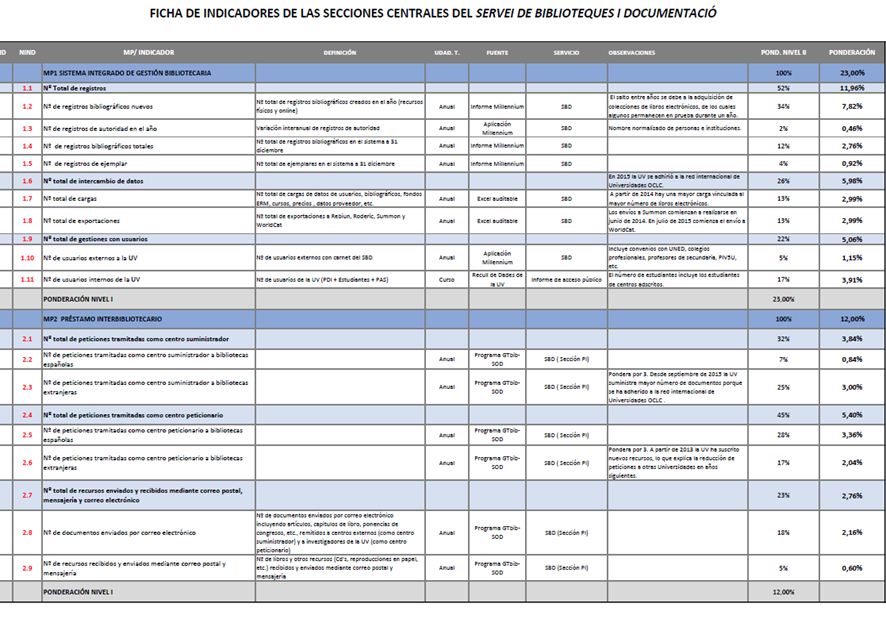 FICHA DE INDICADORES DE LAS SECCIONES CENTRALES DEL SERVEI DE BIBLIOTEQUES I DOCUMENTACIÓ
ID NIND MP/ INDICADOR DEFINICIÓN UDAD. T. FUENTE SERVICIO OBSERVACIONES POND. NIVEL II PONDERACIÓN
MP1 SISTEMA INTEGRADO DE GESTIÓN BIBLIOTECARIA 100% 23,00%
1.1 Nº Total de registros 52% 11,96%
1.2 Nº de registros bibliográficos nuevos
Nº total de registros bibliográficos creados en el año (recursos
físicos y online)
Anual Informe Millennium SBD
El salto entre años se debe a la adquisición de
colecciones de libros electrónicos, de los cuales
algunos permanecen en prueba durante un año.
34% 7,82%
1.3 Nº de registros de autoridad en el año Variación interanual de registros de autoridad Anual
Aplicación
Millennium
SBD Nombre normalizado de personas e instituciones. 2% 0,46%
1.4 Nº de registros bibliográficos totales
Nº total de registros bibliográficos en el sistema a 31
diciembre
Anual Informe Millennium SBD 12% 2,76%
1.5 Nº de registros de ejemplar Nº total de ejemplares en el sistema a 31 diciembre Anual Informe Millennium SBD 4% 0,92%
1.6 Nº total de intercambio de datos
En 2015 la UV se adhirió a la red internacional de
Universidades OCLC.
26% 5,98%
1.7 Nº total de cargas
Nº total de cargas de datos de usuarios, bibliográficos, fondos
ERM, cursos, precios , datos proveedor, etc.
Anual Excel auditable SBD
A partir de 2014 hay una mayor carga vinculada al
mayor número de libros electrónicos.
13% 2,99%
1.8 Nº total de exportaciones
Nº total de exportaciones a Rebiun, Roderic, Summon y
WorldCat
Anual Excel auditable SBD
Los envíos a Summon comienzan a realizarse en
junio de 2014. En julio de 2015 comienza el envío a
WorldCat.
13% 2,99%
1.9 Nº total de gestiones con usuarios 22% 5,06%
1.10 Nº de usuarios externos a la UV Nº de usuarios externos con carnet del SBD Anual
Aplicación
Millennium
SBD
Incluye convenios con UNED, colegios
profesionales, profesores de secundaria, PIVSU,
etc.
5% 1,15%
1.11 Nº de usuarios internos de la UV Nº de usuarios de la UV (PDI + Estudiantes + PAS) Curso
Recull de Dades de
la UV
Informe de acceso público
El número de estudiantes incluye los estudiantes
de centros adscritos.
17% 3,91%
PONDERACIÓN NIVEL I 23,00%
MP2 PRÉSTAMO INTERBIBLIOTECARIO 100% 12,00%
2.1 Nº total de peticiones tramitadas como centro suministrador 32% 3,84%
2.2
Nº de peticiones tramitadas como centro suministrador a bibliotecas
españolas
Anual
Programa GTbib-
SOD
SBD ( Sección PI) 7% 0,84%
2.3
Nº de peticiones tramitadas como centro suministrador a bibliotecas
extranjeras
Anual
Programa GTbib-
SOD
SBD ( Sección PI)
Pondera por 3. Desde septiembre de 2015 la UV
suministra mayor número de documentos porque
se ha adherido a la red internacional de
Universidades OCLC .
25% 3,00%
2.4 Nº total de peticiones tramitadas como centro peticionario 45% 5,40%
2.5
Nº de peticiones tramitadas como centro peticionario a bibliotecas
españolas
Anual
Programa GTbib-
SOD
SBD ( Sección PI) 28% 3,36%
2.6
Nº de peticiones tramitadas como centro peticionario a bibliotecas
extranjeras
Anual
Programa GTbib-
SOD
SBD ( Sección PI)
Pondera por 3. A partir de 2013 la UV ha suscrito
nuevos recursos, lo que explica la reducción de
peticiones a otras Universidades en años
siguientes.
17% 2,04%
2.7
Nº total de recursos enviados y recibidos mediante correo postal,
mensajería y correo electrónico
23% 2,76%
2.8 Nº de documentos enviados por correo electrónico
Nº de documentos enviados por correo electrónico
incluyendo artículos, capítulos de libro, ponencias de
congresos, etc., remitidos a centros externos (como centro
suministrador) y a investigadores de la UV (como centro
peticionario)
Anual
Programa GTbib-
SOD
SBD (Sección PI) 18% 2,16%
2.9
Nº de recursos recibidos y enviados mediante correo postal y
mensajería
Nº de libros y otros recursos (Cd's, reproducciones en papel,
etc.) recibidos y enviados mediante correo postal y
mensajería
Anual
Programa GTbib-
SOD
SBD (Sección PI) 5% 0,60%
PONDERACIÓN NIVEL I 12,00%